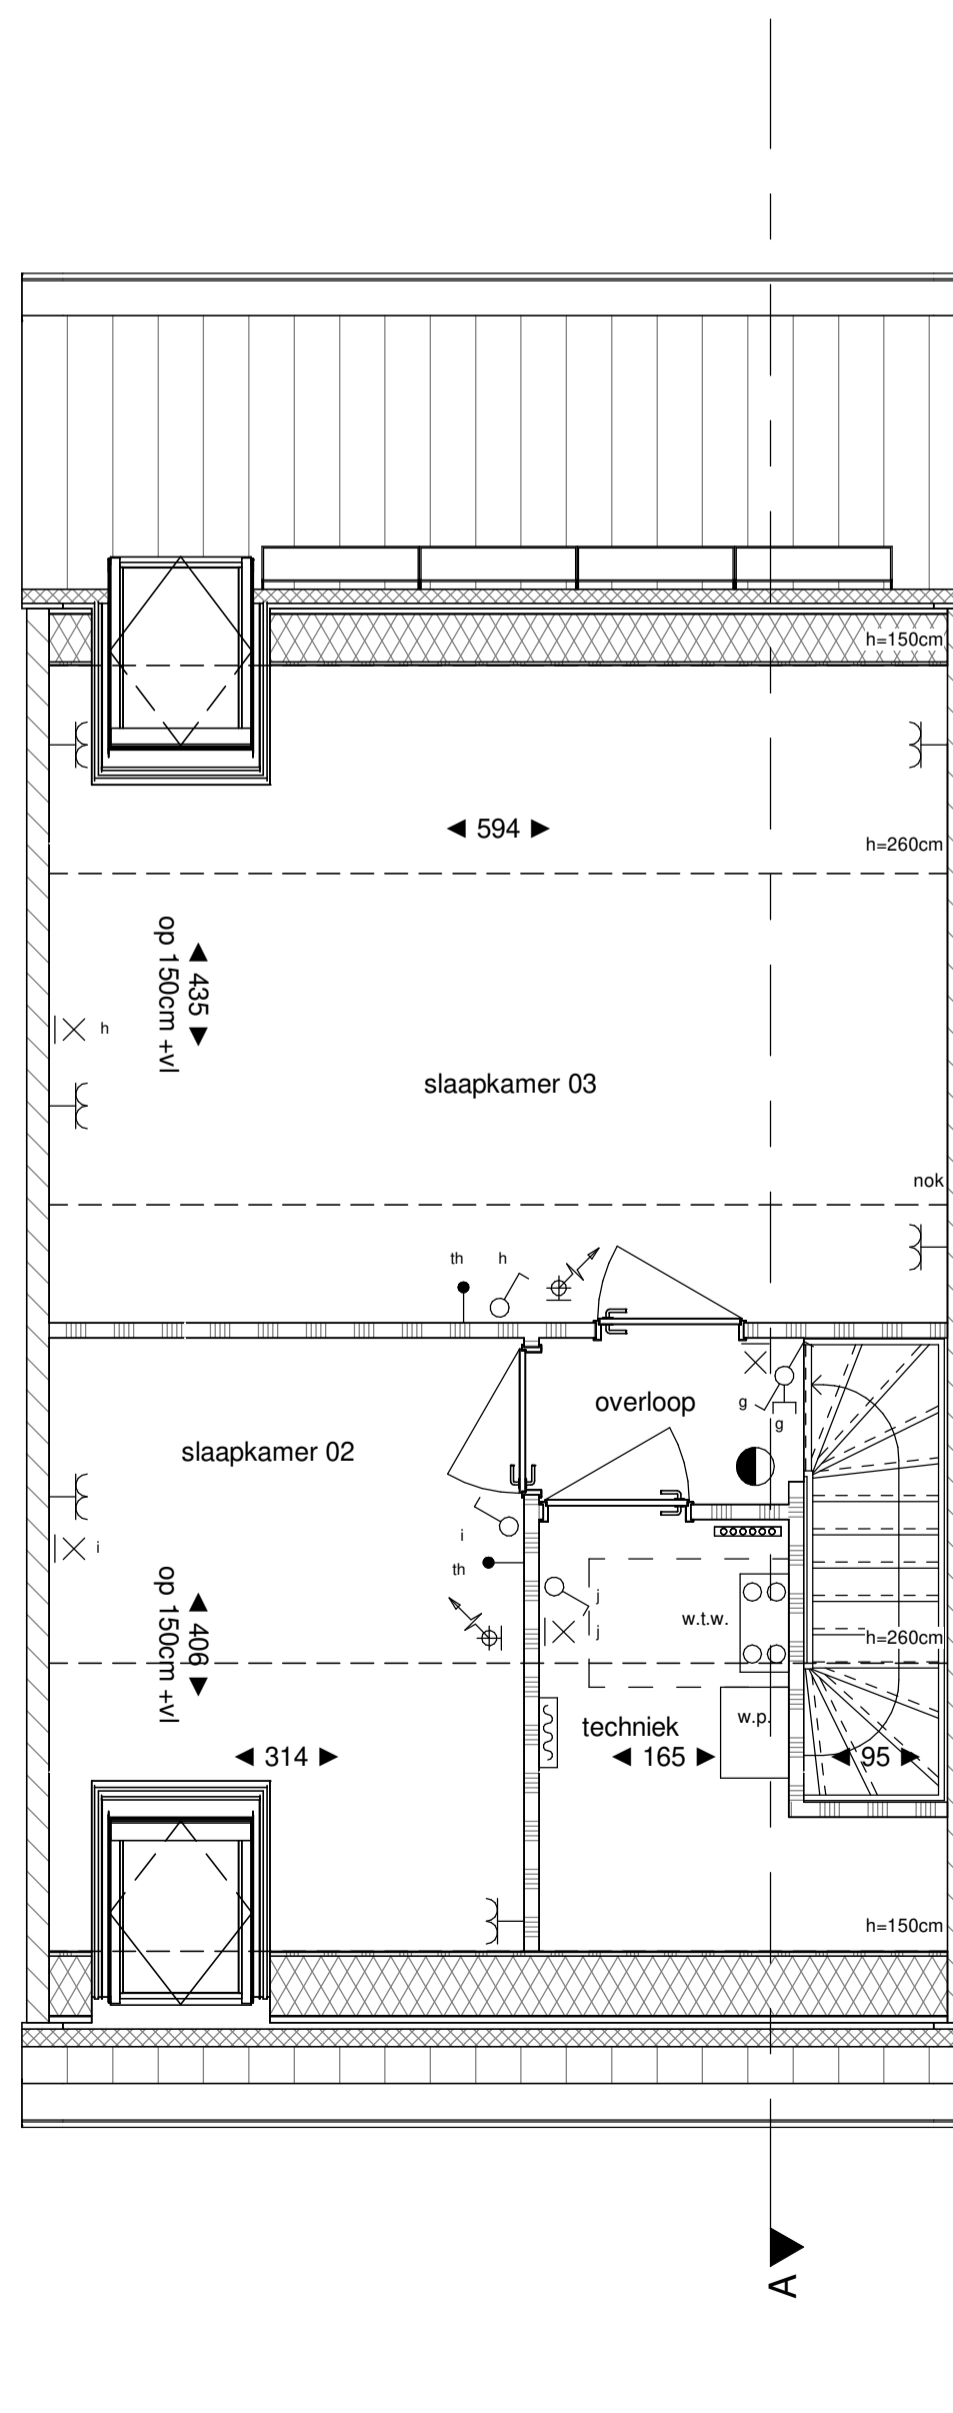 h=150cm
◄ 594 ►
h=260cm
◄ 435 ►
op 150cm +vl
h
slaapkamer 03
nok
th
h
overloop
g
g
slaapkamer 02
i
i
th
j
j
w.t.w.
h=260cm
◄ 406 ►
op 150cm +vl
w.p.
techniek
◄ 314 ►
◄ 165 ►
◄ 95 ►
h=150cm
A